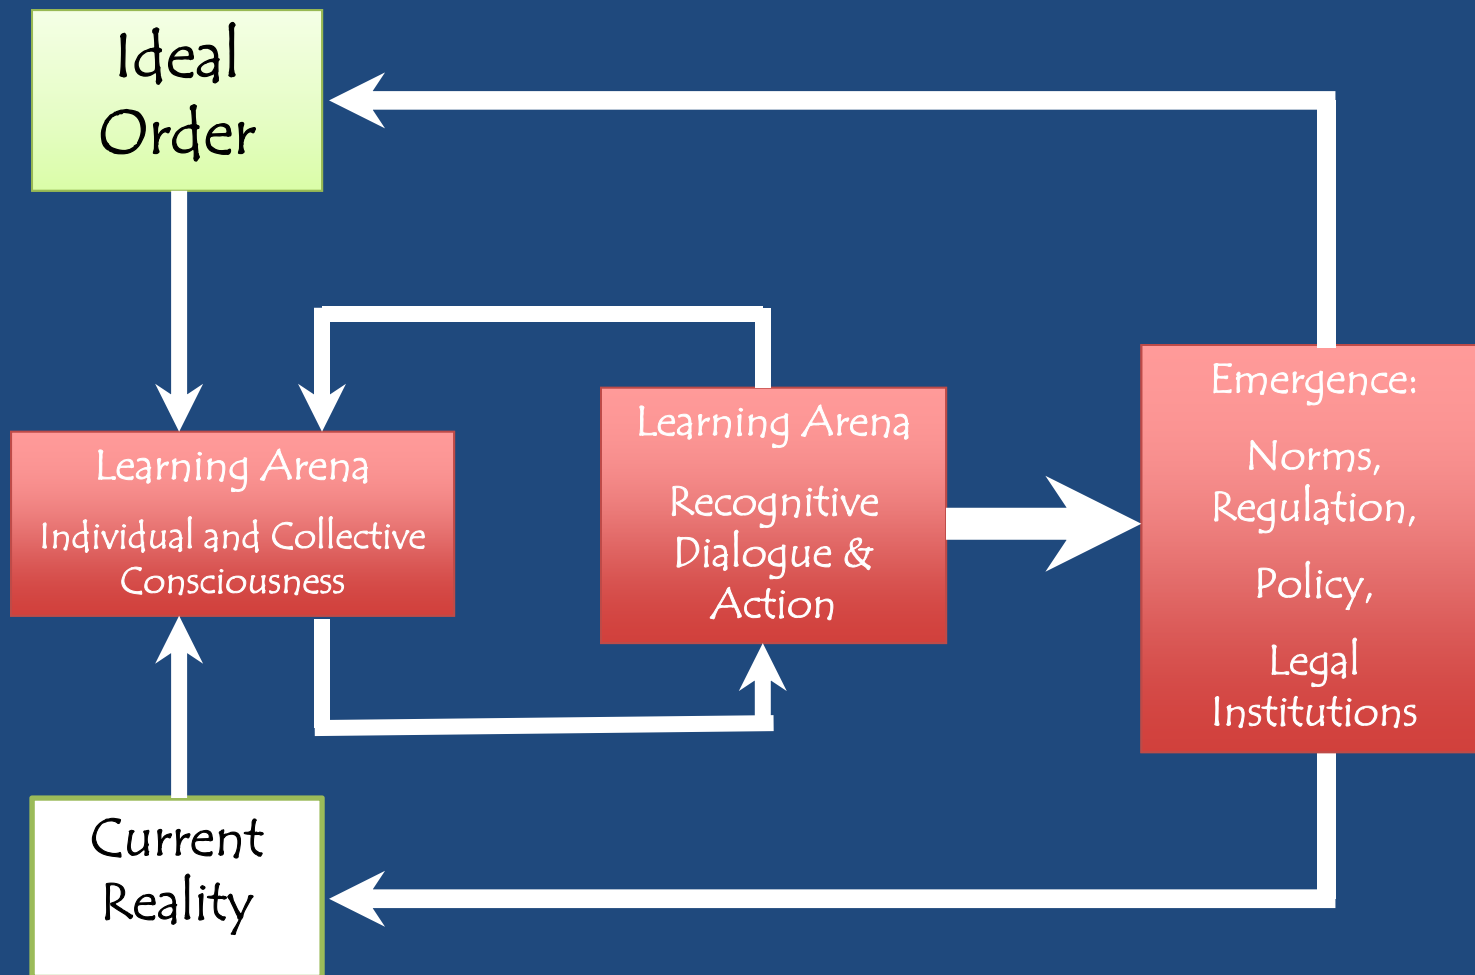 Ideal
Order
Learning Arena
Individual and Collective
Consciousness
Current
Reality
Learning Arena
Recognitive
Dialogue &
Action
Emergence:
Norms,
Regulation,
Policy,
Legal
Institutions